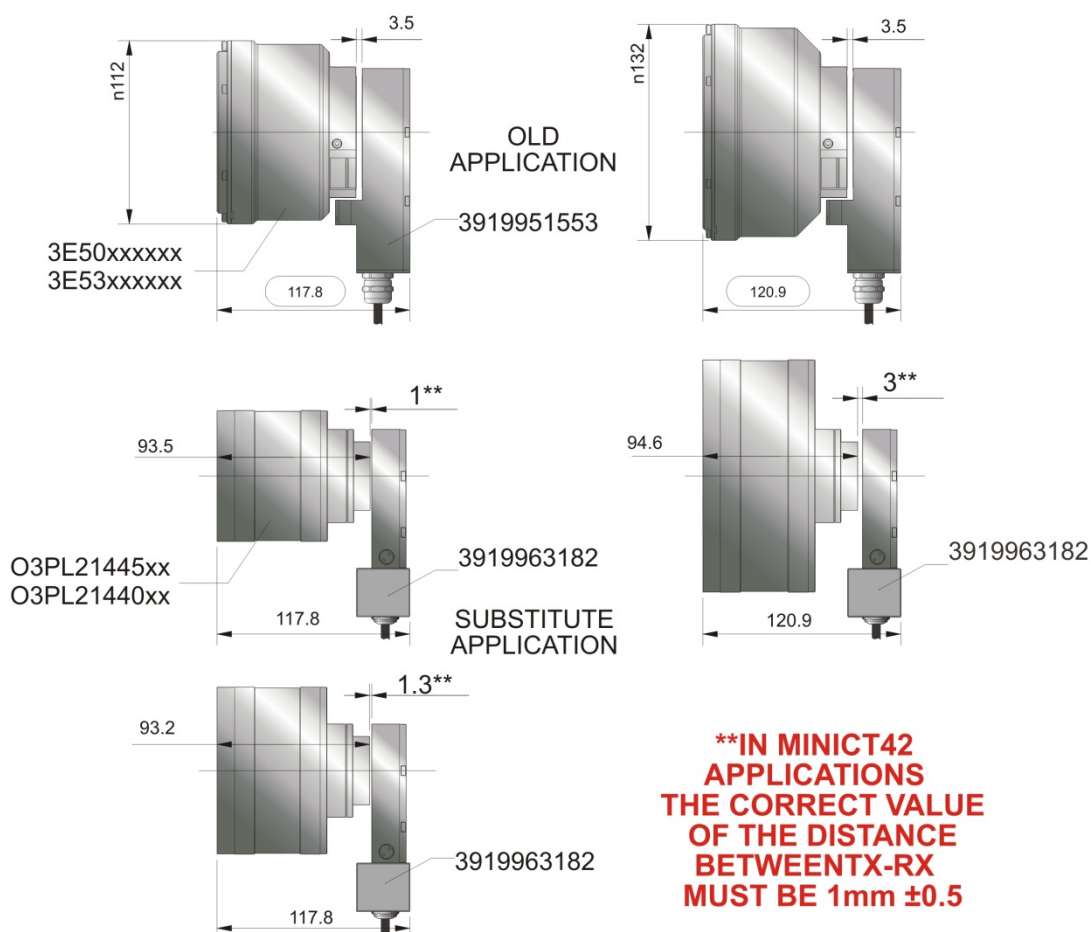 3.5
n112
OLD
APPLICATION
3919951553
3E50xxxxxx
3E53xxxxxx
117.8
3.5
n132
120.9
1**
93.5
O3PL21445xx
O3PL21440xx
3919963182
117.8
SUBSTITUTE
APPLICATION
3**
94.6
3919963182
120.9
1.3**
93.2
3919963182
117.8
**IN MINICT42
APPLICATIONS
THE CORRECT VALUE
OF THE DISTANCE
BETWEENTX-RX
MUST BE 1mm ±0.5